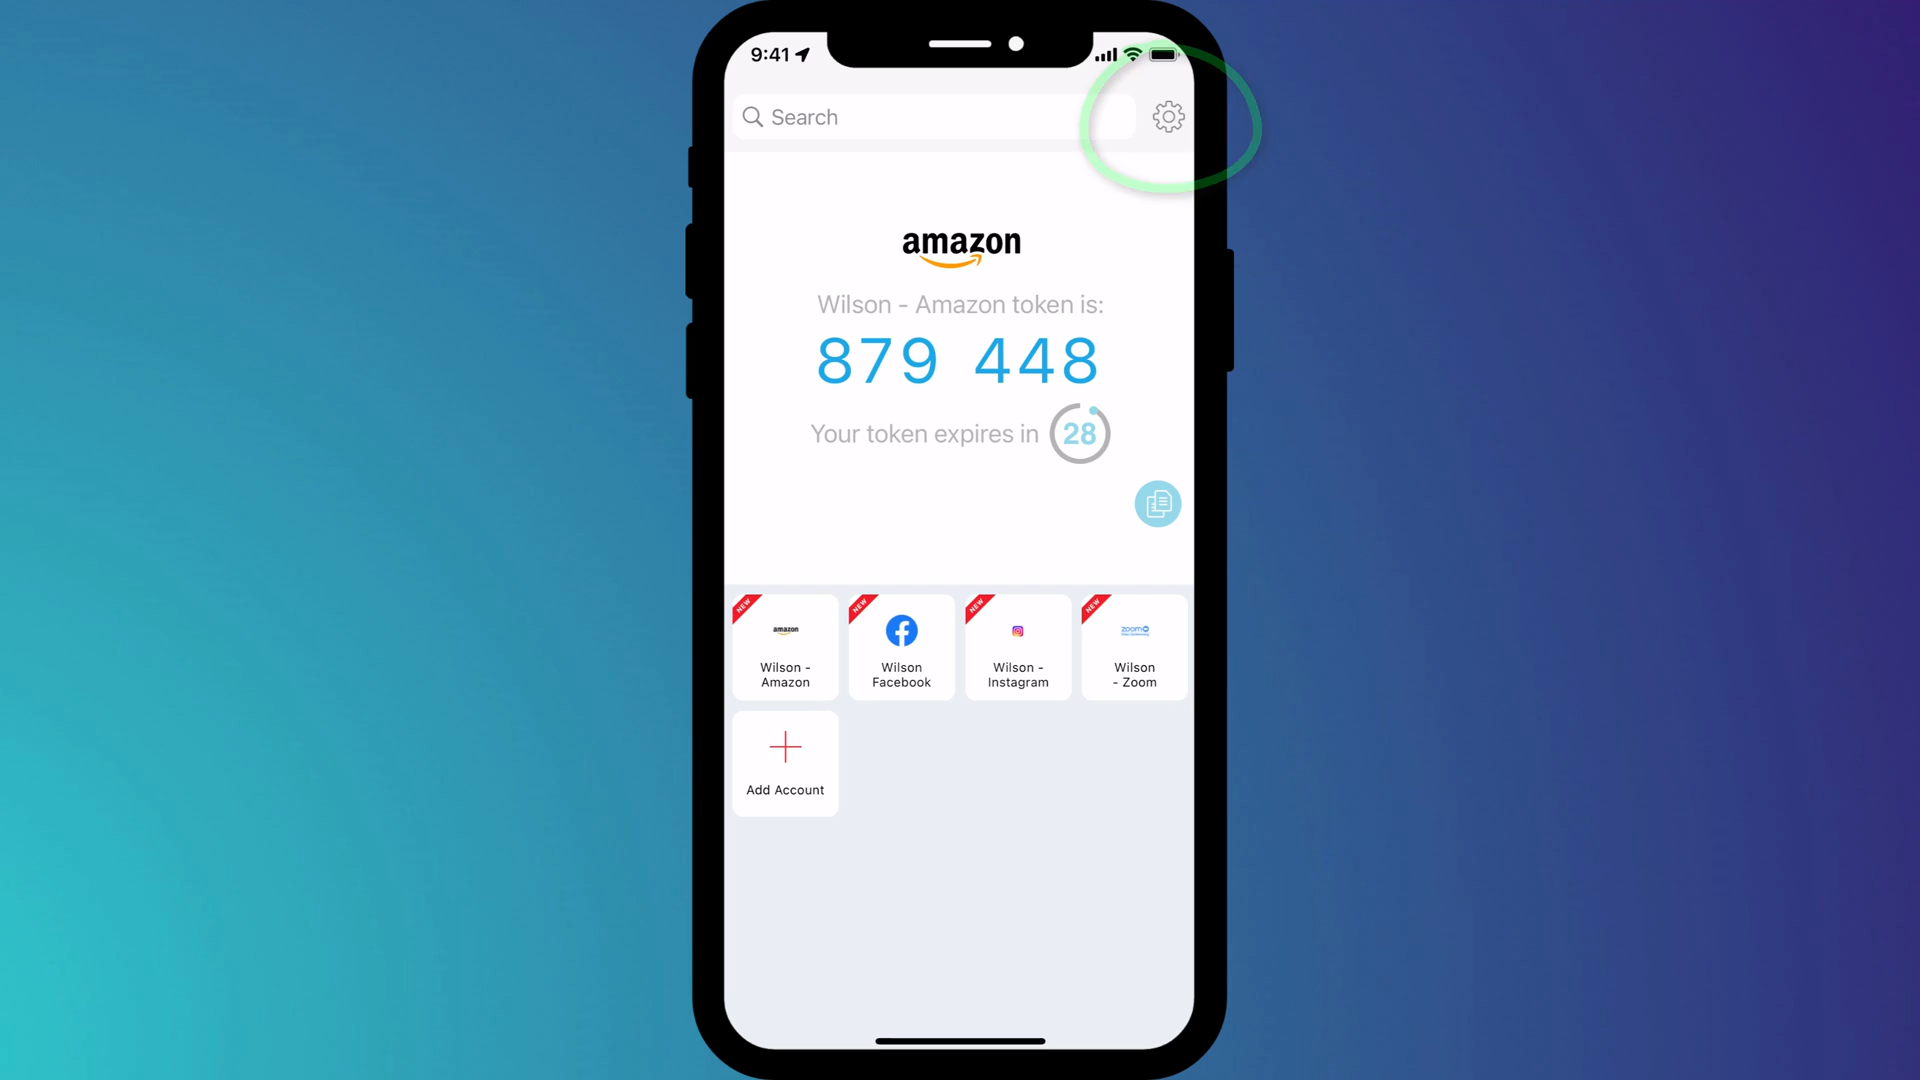 9:41
Search
amazon
Wilson - Amazon token is:
879 448
Your token expires in 28
NEW
NEW
NEW
NEW
amazon
zoom
Wilson -
Amazon
Wilson
Facebook
Wilson -
Instagram
Wilson
- Zoom
Add Account